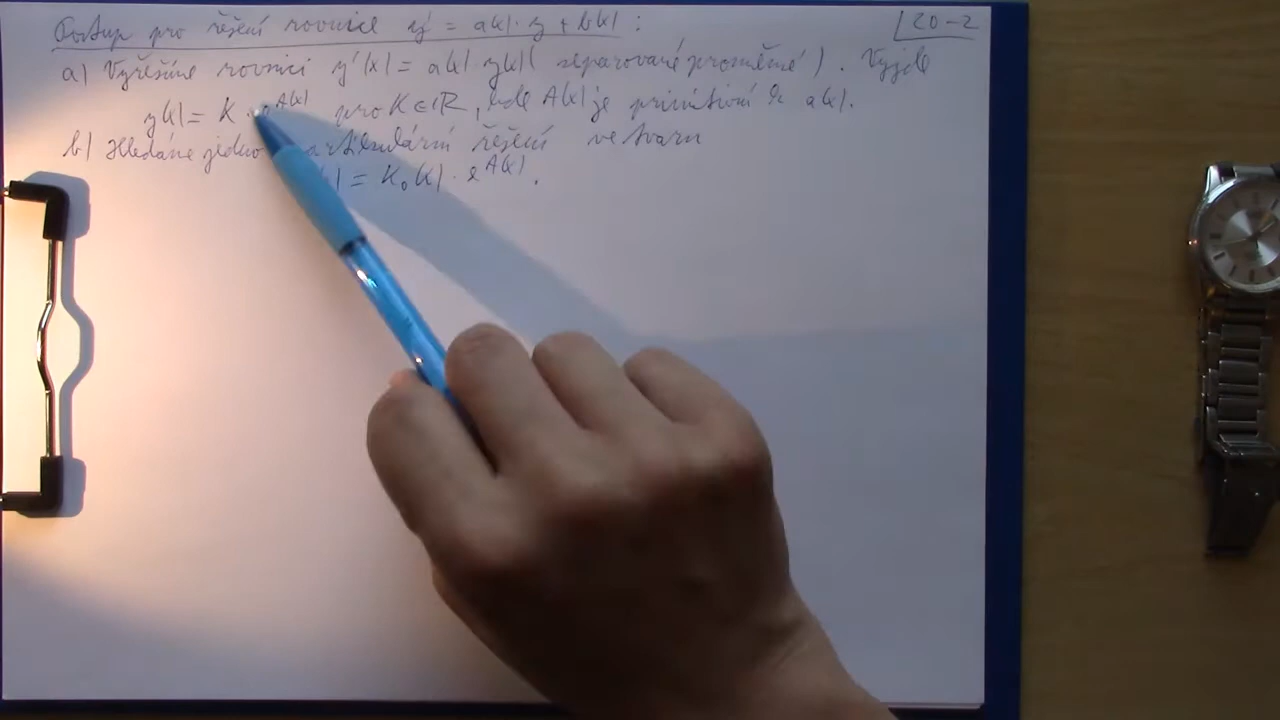 Postup pro řešení rovnice y' = a(x)·y + b(x) :
20-2
a) Vyřešíme rovnici y'(x) = a(x)·y(x) ( separované proměnné ). Vyjde
y(x) = K · e^A(x) pro K ∈ ℝ, kde A(x) je primitivní k a(x).
b) Hledáme jedno partikulární řešení ve tvaru
= K₀(x) · e^A(x).